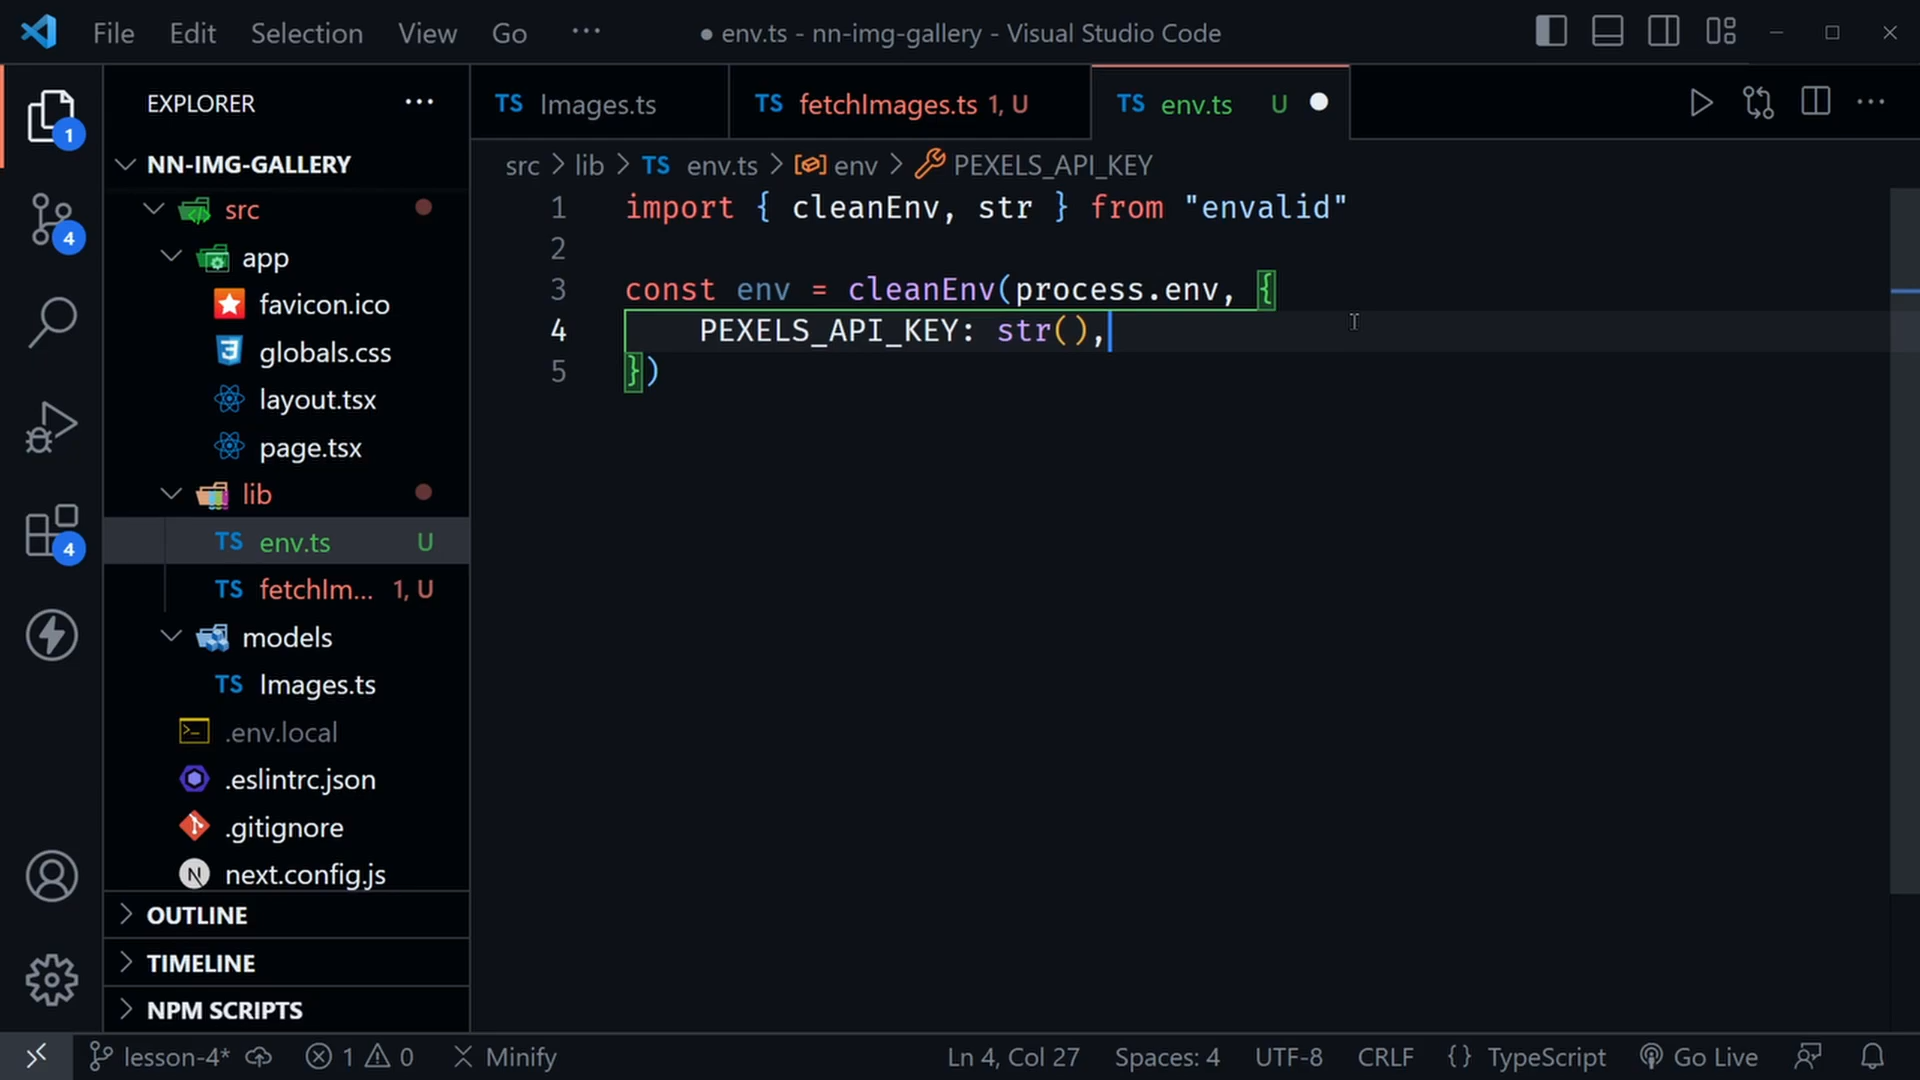 File Edit Selection View Go ··· ● env.ts - nn-img-gallery - Visual Studio Code
EXPLORER ···
NN-IMG-GALLERY
src
app
favicon.ico
globals.css
layout.tsx
page.tsx
lib
TS env.ts U
TS fetchIm... 1, U
models
TS Images.ts
.env.local
.eslintrc.json
.gitignore
N next.config.js
OUTLINE
TIMELINE
NPM SCRIPTS
1
4
4
TS Images.ts TS fetchImages.ts 1, U TS env.ts U ●
src > lib > TS env.ts > env > PEXELS_API_KEY
1 import { cleanEnv, str } from "envalid"
2
3 const env = cleanEnv(process.env, {
4 PEXELS_API_KEY: str(),
5 })
lesson-4* 1 0 Minify Ln 4, Col 27 Spaces: 4 UTF-8 CRLF {} TypeScript Go Live